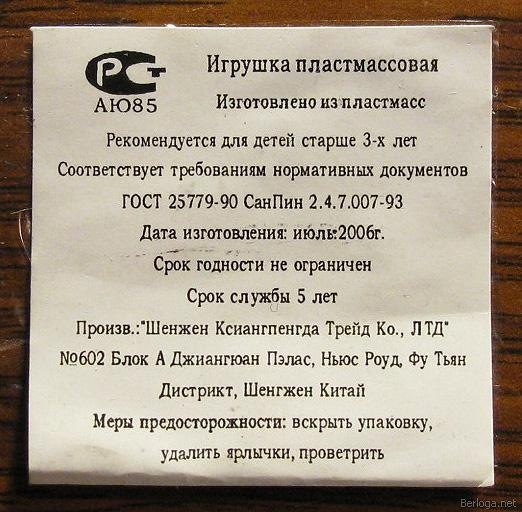 РСТ
АЮ85
Игрушка пластмассовая
Изготовлено из пластмасс
Рекомендуется для детей старше 3-х лет
Соответствует требованиям нормативных документов
ГОСТ 25779-90 СанПин 2.4.7.007-93
Дата изготовления: июль:2006г.
Срок годности не ограничен
Срок службы 5 лет
Произв.:"Шенжен Ксиангпенгда Трейд Ко., ЛТД"
№602 Блок А Джиангюан Пэлас, Ньюс Роуд, Фу Тьян
Дистрикт, Шенгжен Китай
Меры предосторожности: вскрыть упаковку,
удалить ярлычки, проветрить
Berloga.net